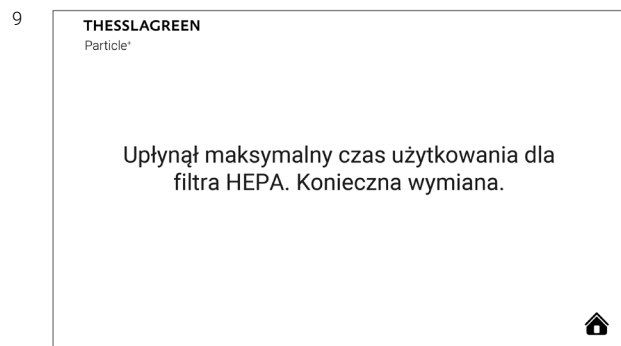 9
THESSLAGREEN
Particle⁺
Upłynął maksymalny czas użytkowania dla
filtra HEPA. Konieczna wymiana.